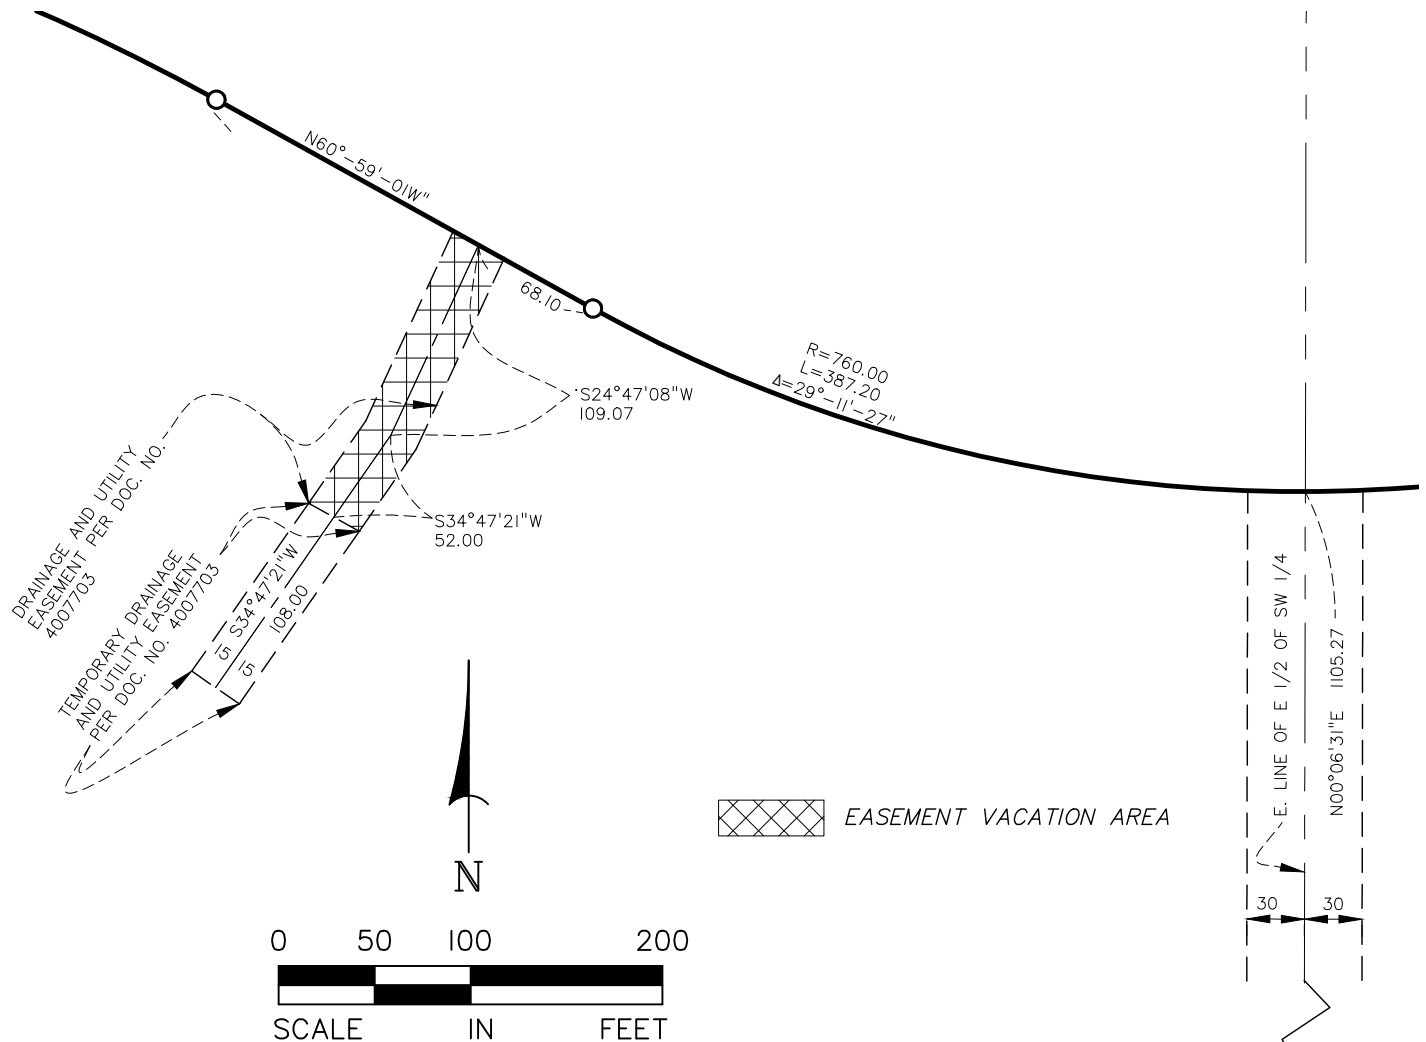 N60°-59'-01W"
68.10
R=760.00
L=387.20
Δ=29°-11'-27"
S24°47'08"W
109.07
S34°47'21"W
52.00
DRAINAGE AND UTILITY
EASEMENT PER DOC. NO.
4007703
TEMPORARY DRAINAGE
AND UTILITY EASEMENT
PER DOC. NO. 4007703
15
S34°47'21"W
108.00
15
E. LINE OF E 1/2 OF SW 1/4
N00°06'31"E 1105.27
EASEMENT VACATION AREA
30
30
N
0 50 100 200
SCALE IN FEET